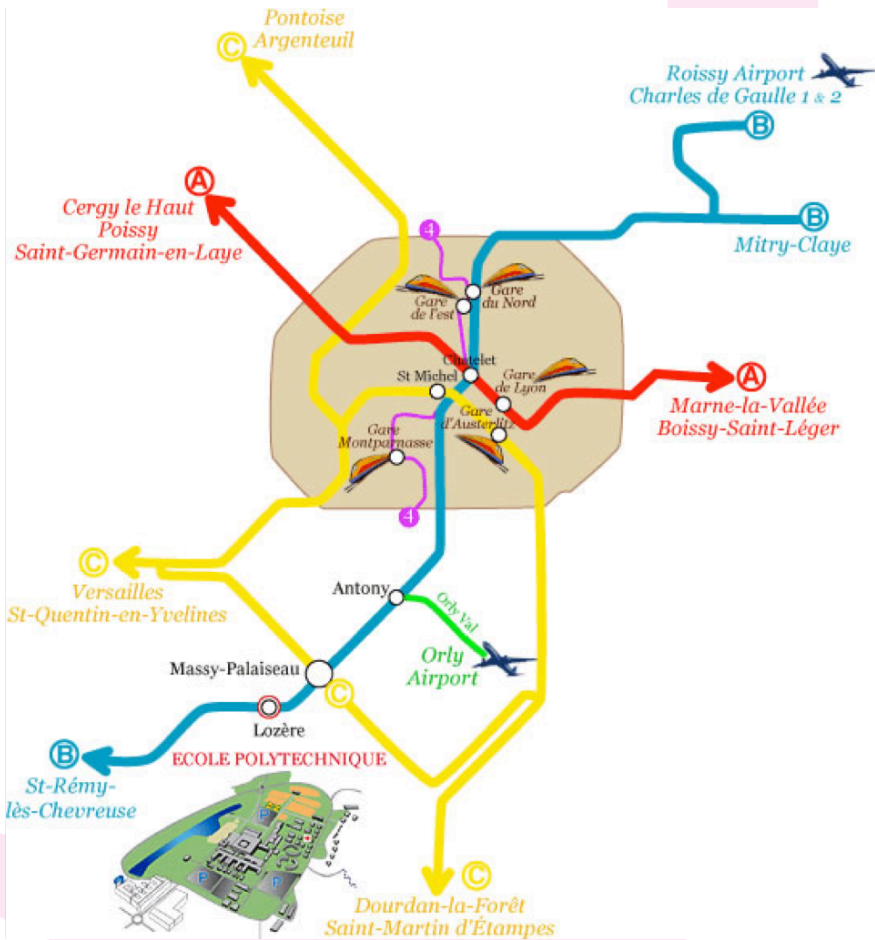 Pontoise
Argenteuil
C
Roissy Airport
Charles de Gaulle 1 & 2
B
A
Cergy le Haut
Poissy
Saint-Germain-en-Laye
B
Mitry-Claye
4
Gare
du Nord
Gare
de l'est
Chatelet
St Michel
Gare
de Lyon
A
Marne-la-Vallée
Boissy-Saint-Léger
Gare
d'Austerlitz
Gare
Montparnasse
4
C
Versailles
St-Quentin-en-Yvelines
Antony
Orly Val
Orly
Airport
Massy-Palaiseau
C
Lozère
B
ECOLE POLYTECHNIQUE
St-Rémy-
lès-Chevreuse
P
P
P
C
Dourdan-la-Forêt
Saint-Martin d'Étampes